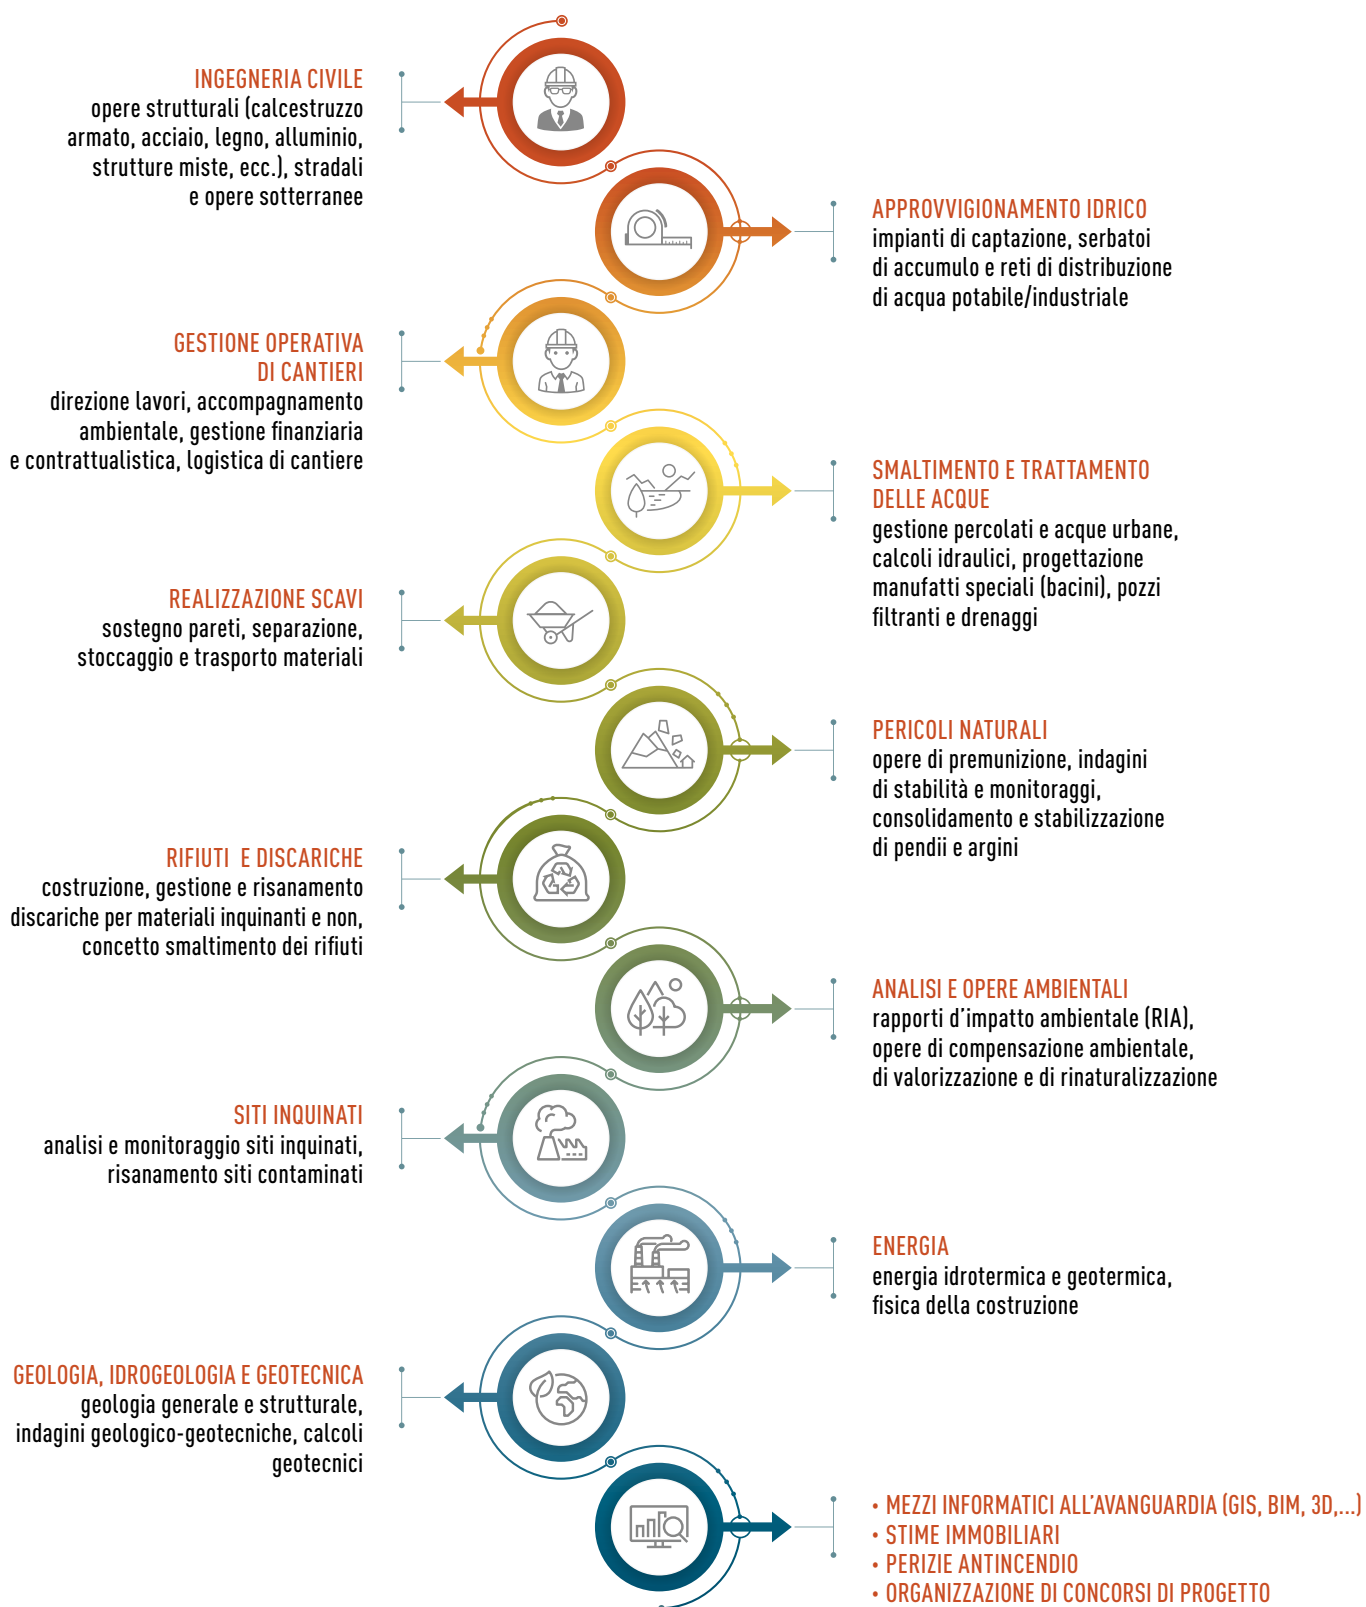 INGEGNERIA CIVILE
opere strutturali (calcestruzzo
armato, acciaio, legno, alluminio,
strutture miste, ecc.), stradali
e opere sotterranee
APPROVVIGIONAMENTO IDRICO
impianti di captazione, serbatoi
di accumulo e reti di distribuzione
di acqua potabile/industriale
GESTIONE OPERATIVA
DI CANTIERI
direzione lavori, accompagnamento
ambientale, gestione finanziaria
e contrattualistica, logistica di cantiere
SMALTIMENTO E TRATTAMENTO
DELLE ACQUE
gestione percolati e acque urbane,
calcoli idraulici, progettazione
manufatti speciali (bacini), pozzi
filtranti e drenaggi
REALIZZAZIONE SCAVI
sostegno pareti, separazione,
stoccaggio e trasporto materiali
PERICOLI NATURALI
opere di premunizione, indagini
di stabilità e monitoraggi,
consolidamento e stabilizzazione
di pendii e argini
RIFIUTI E DISCARICHE
costruzione, gestione e risanamento
discariche per materiali inquinanti e non,
concetto smaltimento dei rifiuti
ANALISI E OPERE AMBIENTALI
rapporti d'impatto ambientale (RIA),
opere di compensazione ambientale,
di valorizzazione e di rinaturalizzazione
SITI INQUINATI
analisi e monitoraggio siti inquinati,
risanamento siti contaminati
ENERGIA
energia idrotermica e geotermica,
fisica della costruzione
GEOLOGIA, IDROGEOLOGIA E GEOTECNICA
geologia generale e strutturale,
indagini geologico-geotecniche, calcoli
geotecnici
• MEZZI INFORMATICI ALL'AVANGUARDIA (GIS, BIM, 3D,...)
• STIME IMMOBILIARI
• PERIZIE ANTINCENDIO
• ORGANIZZAZIONE DI CONCORSI DI PROGETTO